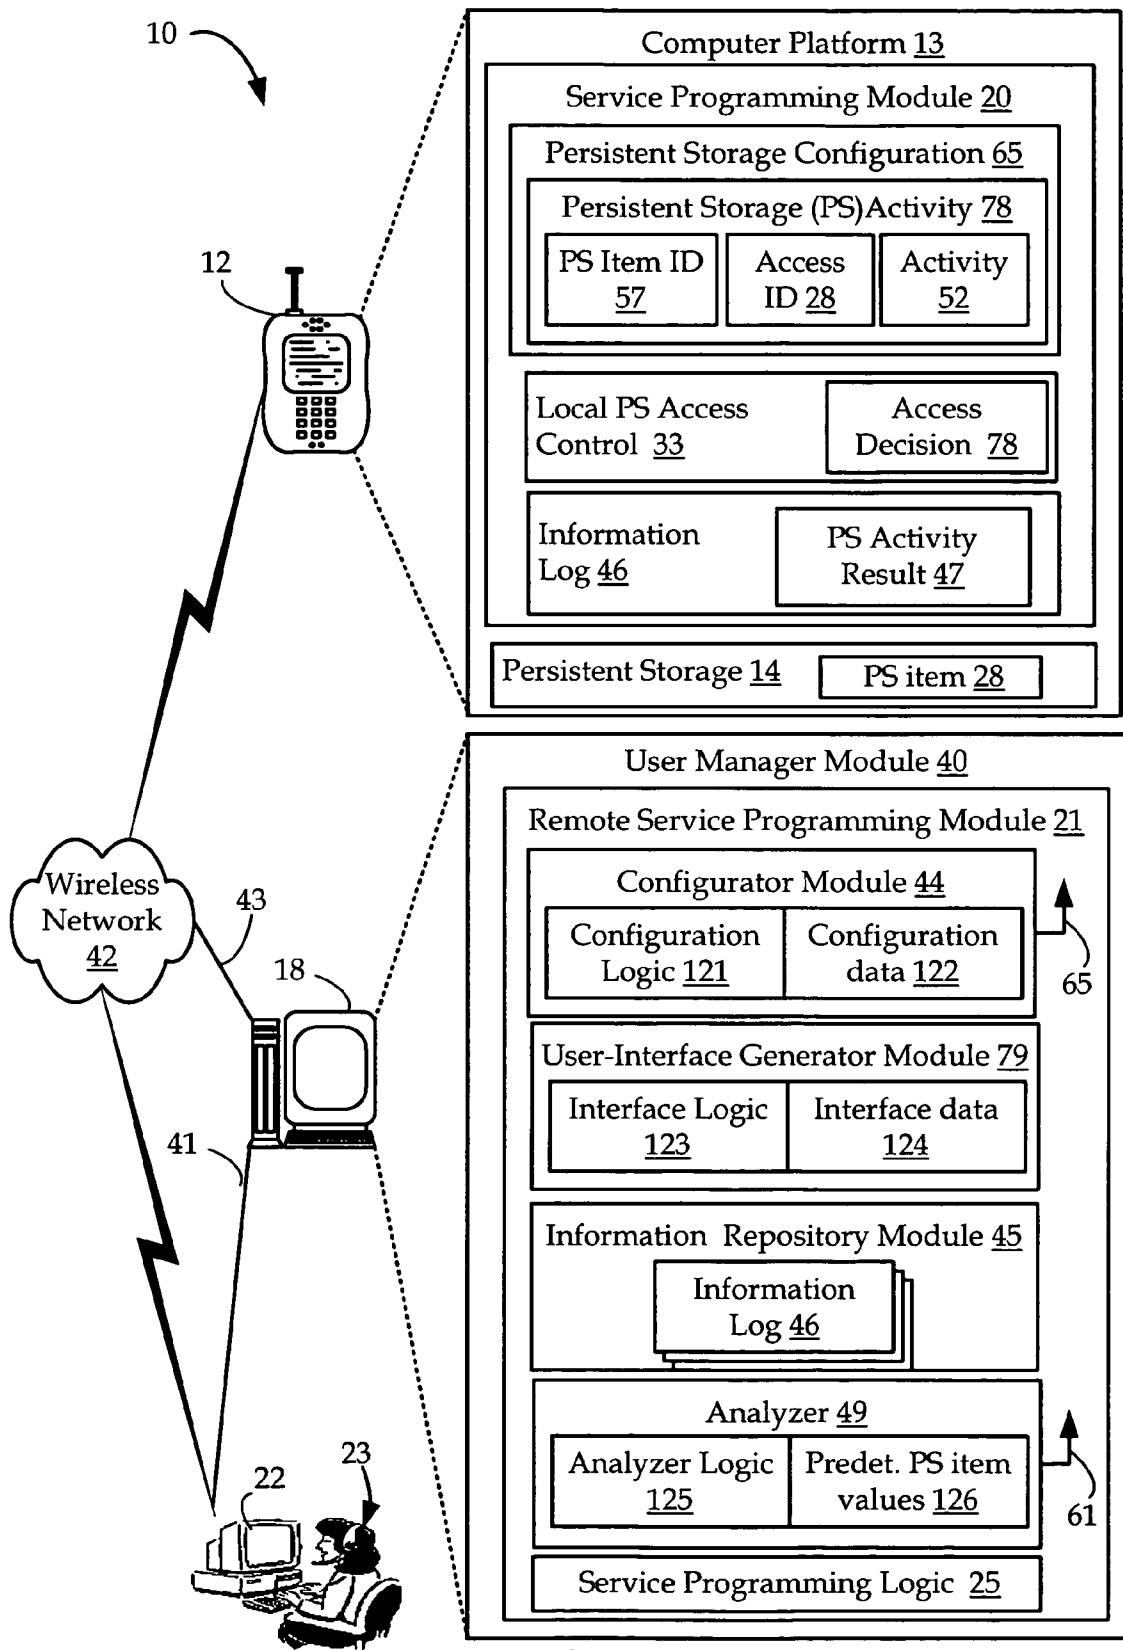 10
Computer Platform 13
Service Programming Module 20
Persistent Storage Configuration 65
Persistent Storage (PS)Activity 78
PS Item ID
57
Access
ID 28
Activity
52
12
Local PS Access
Control 33
Access
Decision 78
Information
Log 46
PS Activity
Result 47
Persistent Storage 14
PS item 28
User Manager Module 40
Remote Service Programming Module 21
Configurator Module 44
Configuration
Logic 121
Configuration
data 122
65
Wireless
Network
42
43
18
User-Interface Generator Module 79
Interface Logic
123
Interface data
124
41
Information Repository Module 45
Information
Log 46
Analyzer 49
Analyzer Logic
125
Predet. PS item
values 126
61
22
23
Service Programming Logic 25